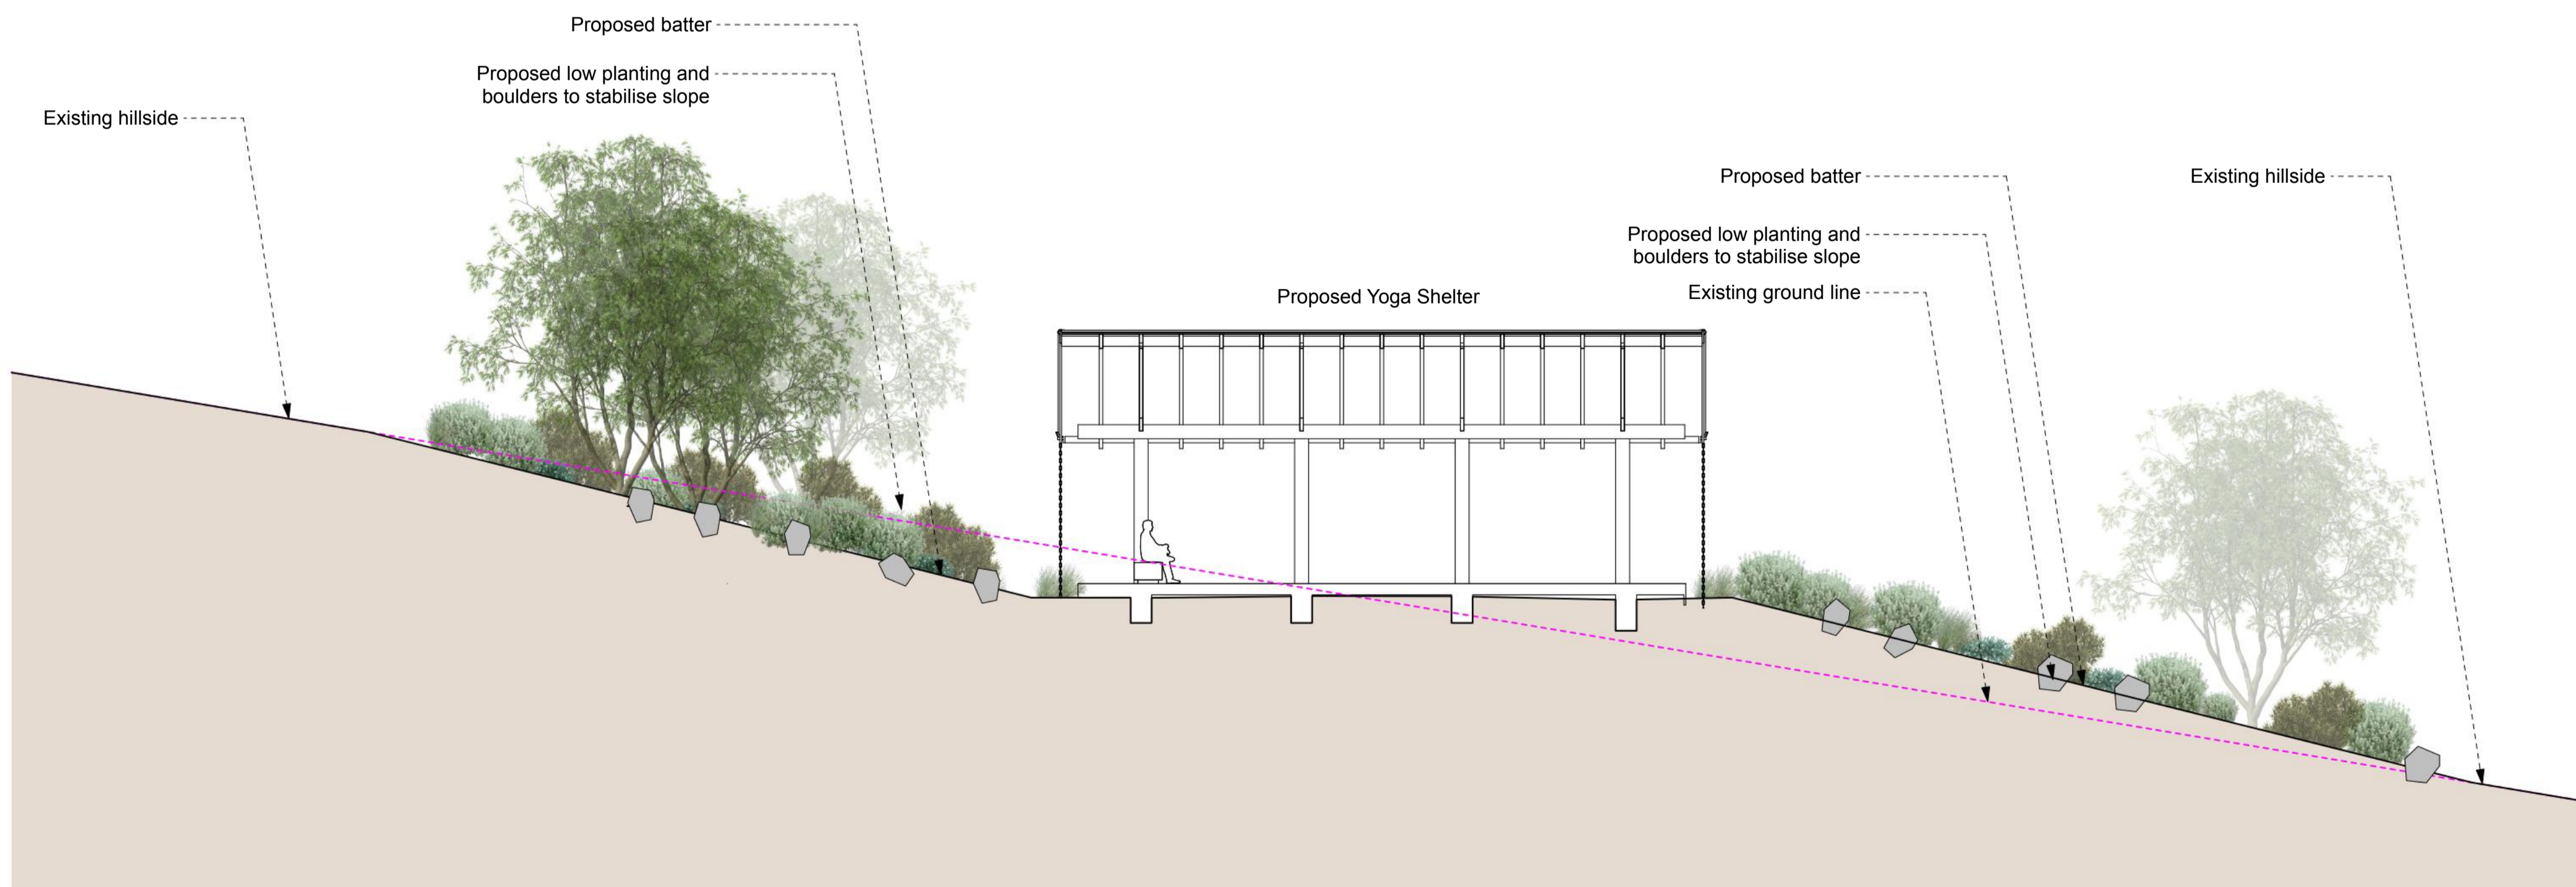 Proposed batter
Proposed low planting and
boulders to stabilise slope
Existing hillside
Proposed batter
Existing hillside
Proposed low planting and
boulders to stabilise slope
Existing ground line
Proposed Yoga Shelter